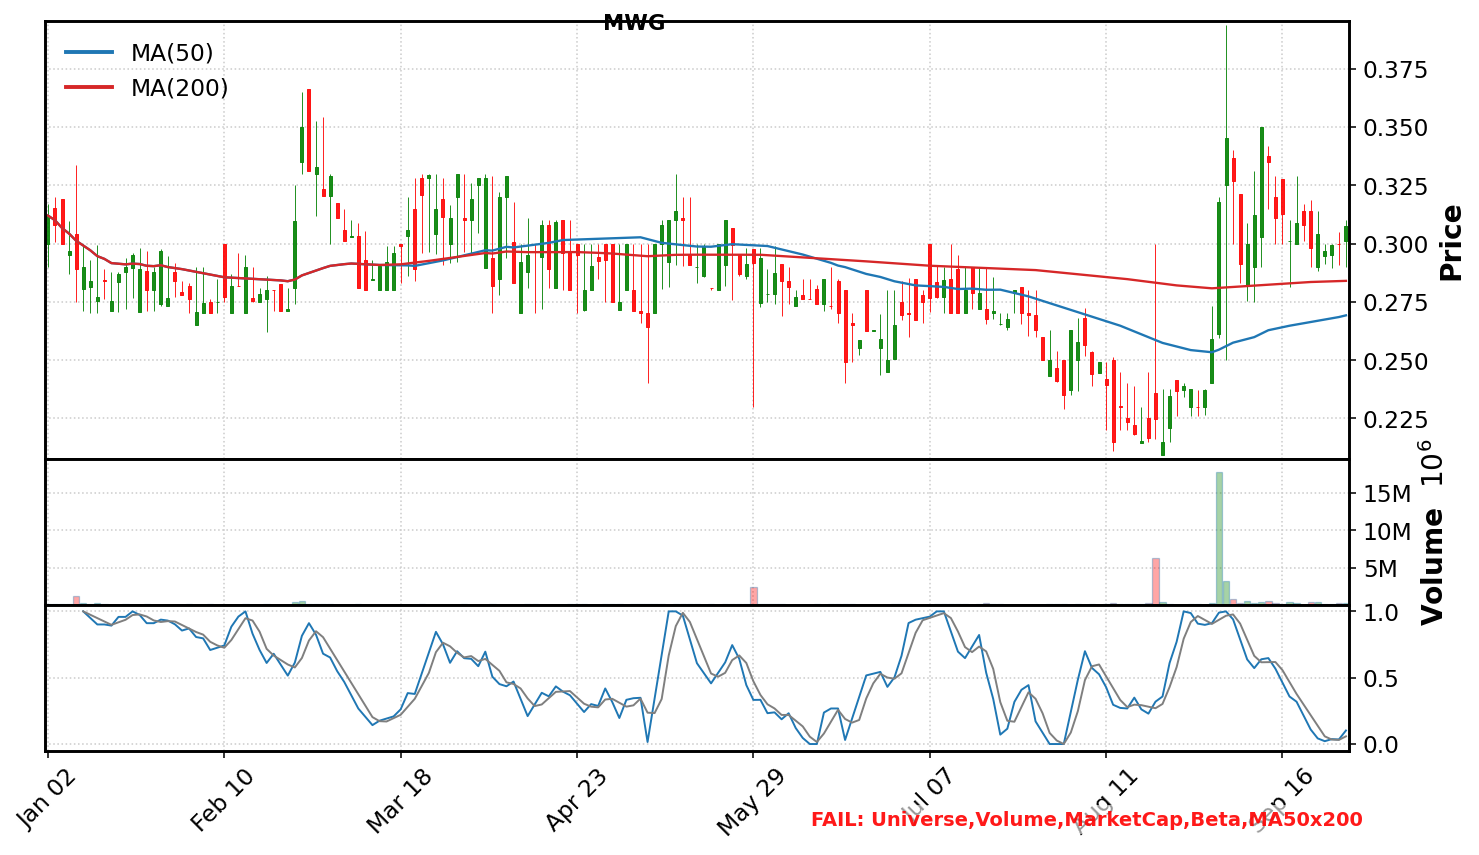 MWG
MA(50)
MA(200)
0.375
0.350
0.325
0.300
0.275
0.250
0.225
Price
15M
10M
5M
Volume 10^6
1.0
0.5
0.0
Jan 02
Feb 10
Mar 18
Apr 23
May 29
Jul 07
Aug 11
Sep 16
FAIL: Universe,Volume,MarketCap,Beta,MA50x200